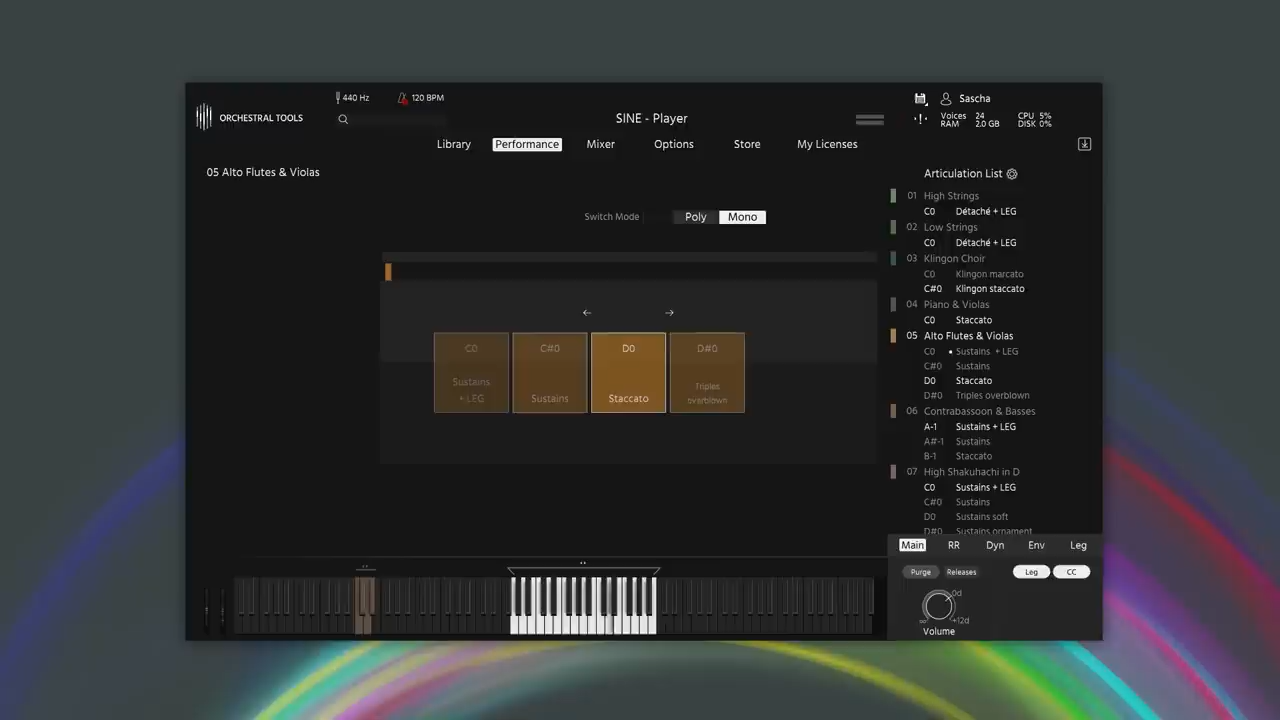 440 Hz
120 BPM
Sascha
ORCHESTRAL TOOLS
SINE - Player
Voices 24
RAM 2.0 GB
CPU 5%
DISK 0%
Library
Performance
Mixer
Options
Store
My Licenses
05 Alto Flutes & Violas
Switch Mode
Poly
Mono
C0
Sustains
+ LEG
C#0
Sustains
D0
Staccato
D#0
Triples
overblown
Articulation List
01 High Strings
C0 Détaché + LEG
02 Low Strings
C0 Détaché + LEG
03 Klingon Choir
C0 Klingon marcato
C#0 Klingon staccato
04 Piano & Violas
C0 Staccato
05 Alto Flutes & Violas
C0 • Sustains + LEG
C#0 Sustains
D0 Staccato
D#0 Triples overblown
06 Contrabassoon & Basses
A-1 Sustains + LEG
A#-1 Sustains
B-1 Staccato
07 High Shakuhachi in D
C0 Sustains + LEG
C#0 Sustains
D0 Sustains soft
D#0 Sustains ornament
Main
RR
Dyn
Env
Leg
Purge
Releases
Leg
CC
0d
∞
+12d
Volume